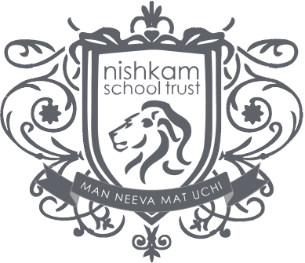 nishkam
school trust
MAN NEEVA MAT UCHI